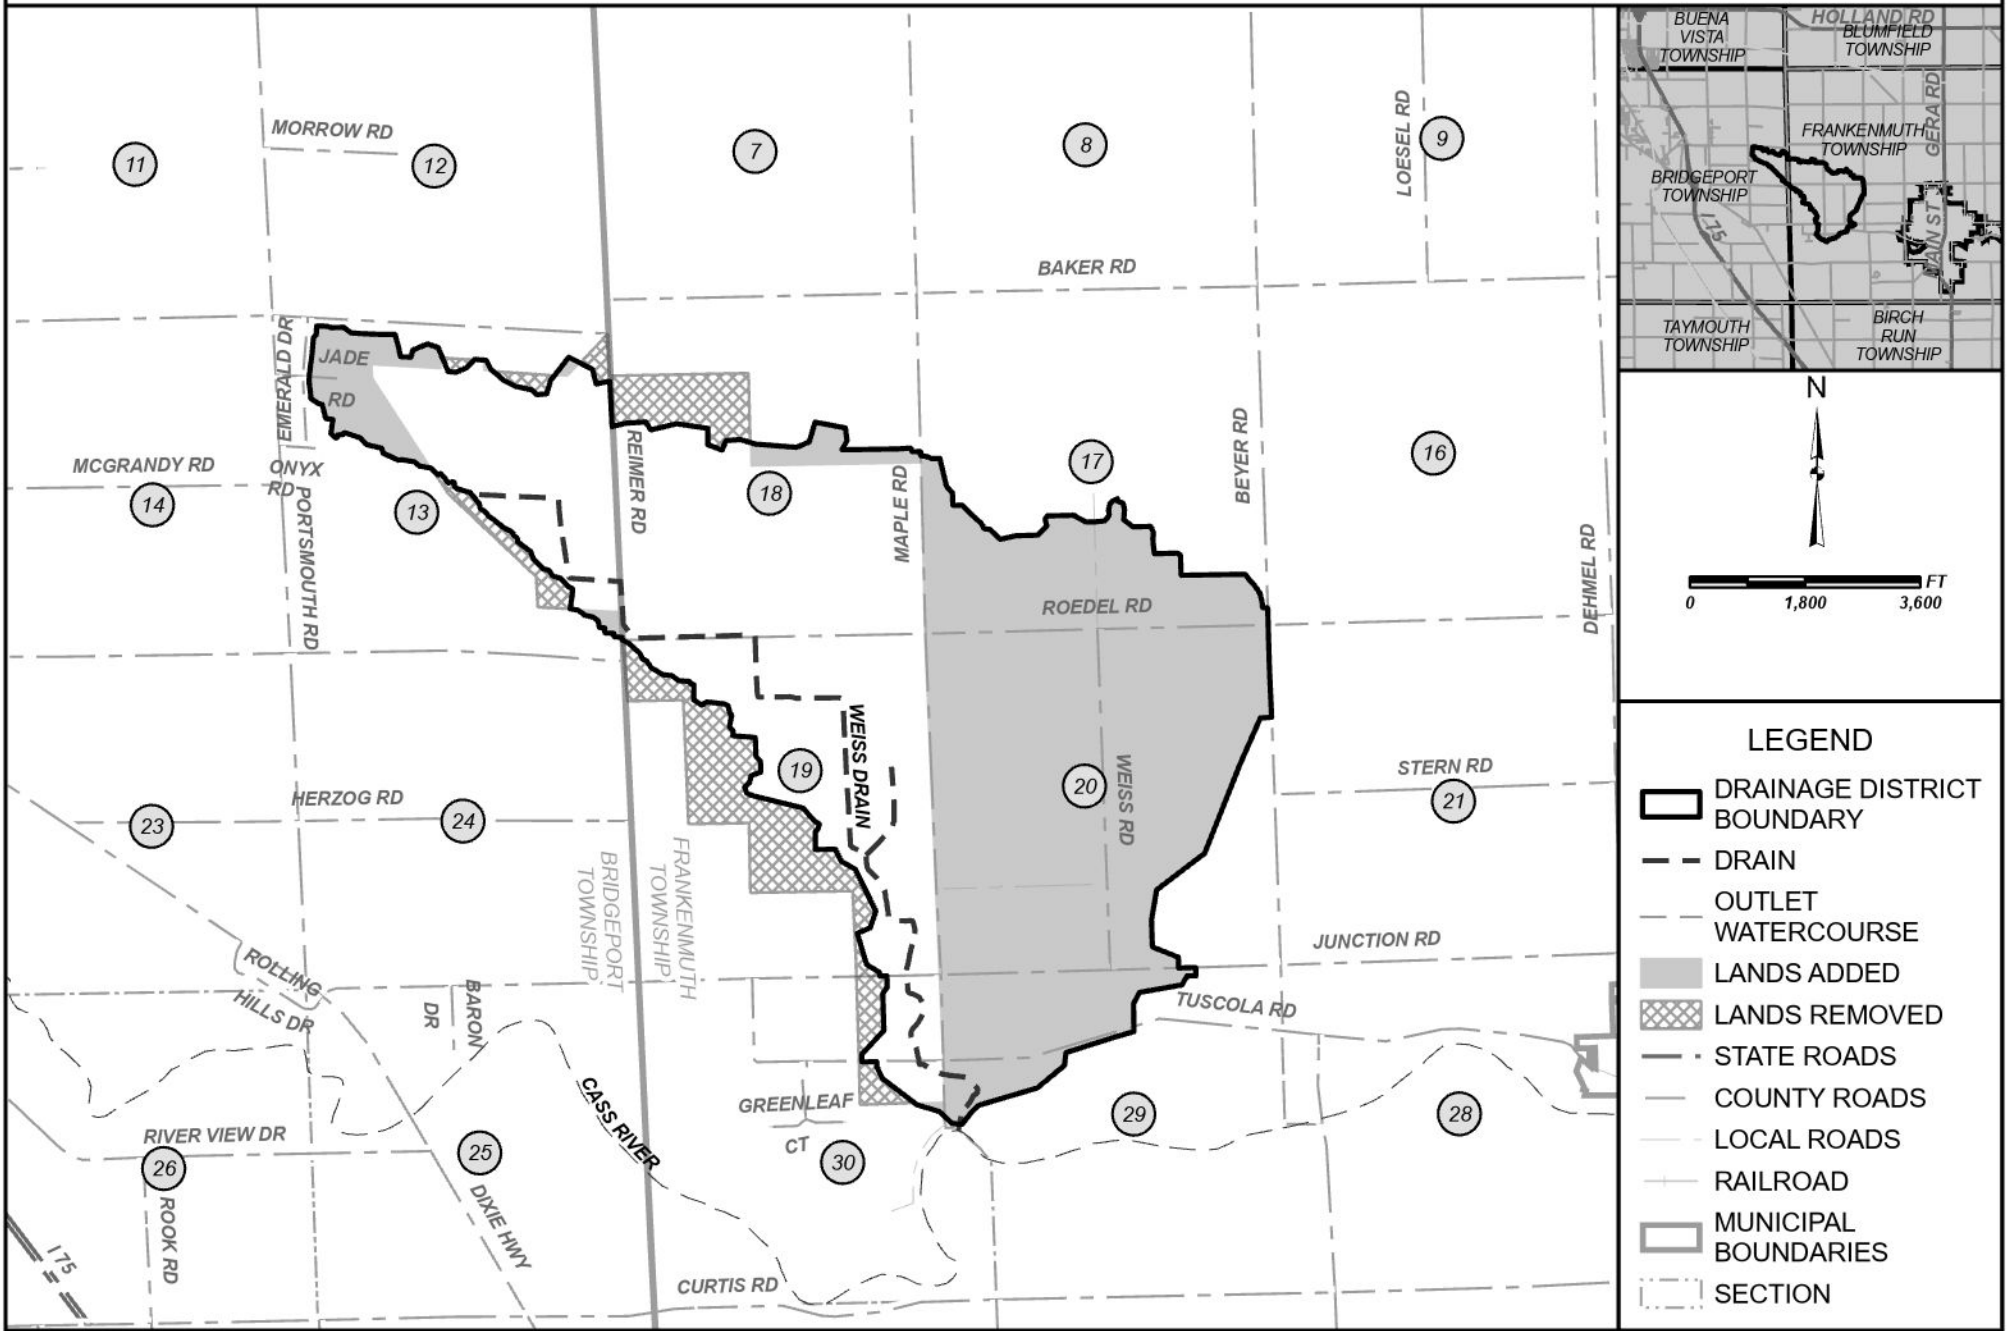 MORROW RD
11
12
7
8
9
LOESEL RD
BAKER RD
EMERALD DR
JADE
RD
MCGRANDY RD
ONYX
RD
14
13
PORTSMOUTH RD
REIMER RD
18
MAPLE RD
17
BEYER RD
16
DEHMEL RD
ROEDEL RD
WEISS DRAIN
19
20
WEISS RD
STERN RD
21
HERZOG RD
23
24
BRIDGEPORT
TOWNSHIP
FRANKENMUTH
TOWNSHIP
JUNCTION RD
ROLLING
HILLS DR
BARON
DR
TUSCOLA RD
CASS RIVER
GREENLEAF
CT
29
28
RIVER VIEW DR
26
25
30
ROOK RD
DIXIE HWY
I 75
CURTIS RD
BUENA
VISTA
TOWNSHIP
HOLLAND RD
BLUMFIELD
TOWNSHIP
GERA RD
FRANKENMUTH
TOWNSHIP
BRIDGEPORT
TOWNSHIP
I 75
MAIN ST
TAYMOUTH
TOWNSHIP
BIRCH
RUN
TOWNSHIP
N
FT
0 1,800 3,600
LEGEND
DRAINAGE DISTRICT
BOUNDARY
DRAIN
OUTLET
WATERCOURSE
LANDS ADDED
LANDS REMOVED
STATE ROADS
COUNTY ROADS
LOCAL ROADS
RAILROAD
MUNICIPAL
BOUNDARIES
SECTION